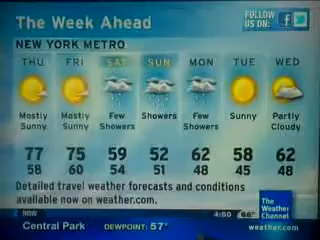 The Week Ahead
FOLLOW US ON:
NEW YORK METRO
THU FRI SAT SUN MON TUE WED
Mostly Sunny Mostly Sunny Few Showers Showers Few Showers Sunny Partly Cloudy
77 75 59 52 62 58 62
58 60 54 51 48 45 48
Detailed travel weather forecasts and conditions
available now on weather.com.
NOW 4:50 66°
Central Park DEWPOINT: 57°
The Weather Channel
weather.com